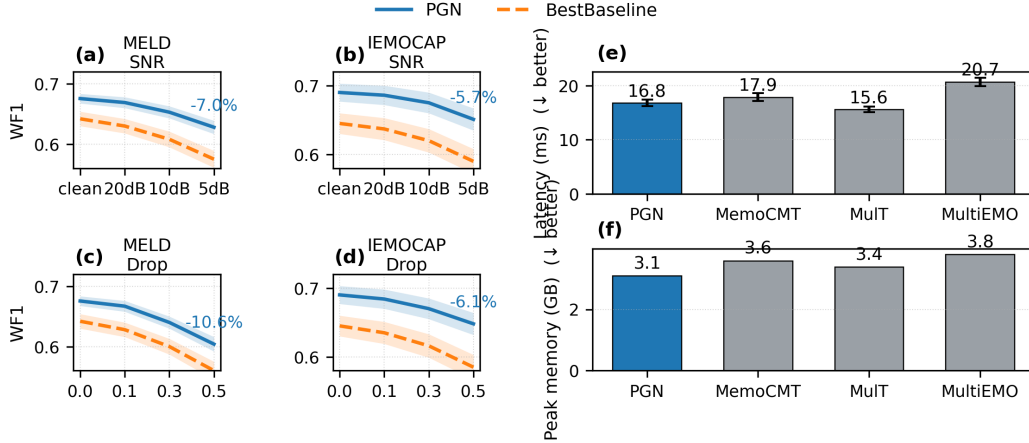 PGN
BestBaseline
(a)
MELD
SNR
WF1
0.7
0.6
-7.0%
clean 20dB 10dB 5dB
(b)
IEMOCAP
SNR
0.7
0.6
-5.7%
clean 20dB 10dB 5dB
(c)
MELD
Drop
WF1
0.7
0.6
-10.6%
0.0 0.1 0.3 0.5
(d)
IEMOCAP
Drop
0.7
0.6
-6.1%
0.0 0.1 0.3 0.5
(e)
Latency (ms) (↓ better)
20
10
0
16.8 17.9 15.6 20.7
PGN MemoCMT MulT MultiEMO
(f)
Peak memory (GB) (↓ better)
2
0
3.1 3.6 3.4 3.8
PGN MemoCMT MulT MultiEMO